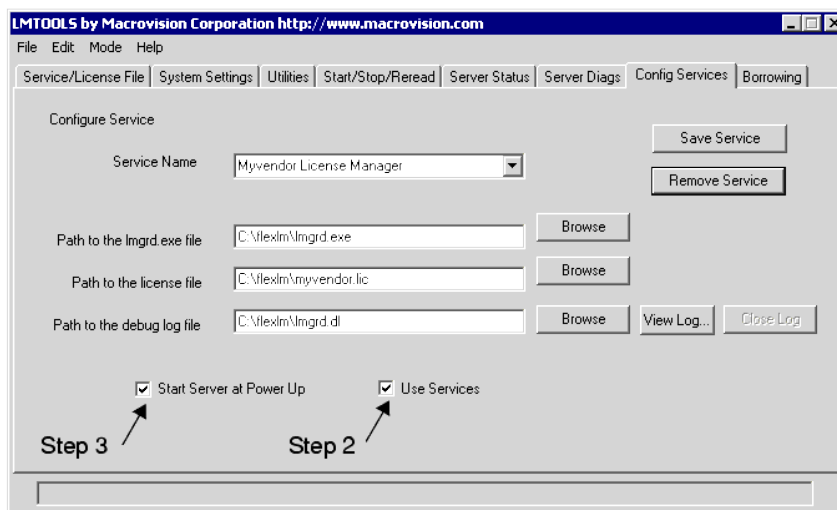 LMTOOLS by Macrovision Corporation http://www.macrovision.com
File Edit Mode Help
Service/License File System Settings Utilities Start/Stop/Reread Server Status Server Diags Config Services Borrowing
Configure Service
Save Service
Service Name Myvendor License Manager
Remove Service
Path to the lmgrd.exe file C:\flexlm\lmgrd.exe Browse
Path to the license file C:\flexlm\myvendor.lic Browse
Path to the debug log file C:\flexlm\lmgrd.dl Browse View Log... Close Log
Start Server at Power Up Use Services
Step 3 Step 2